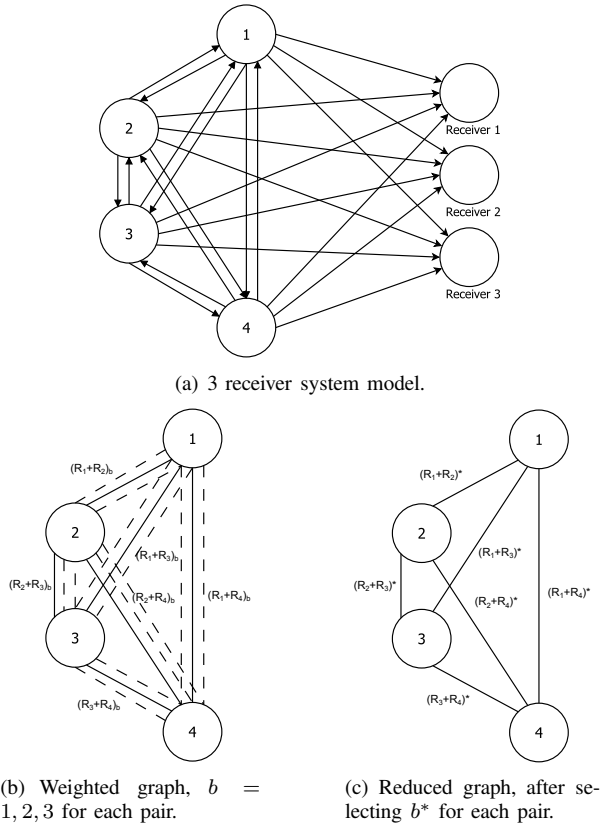 1
2
3
4
Receiver 1
Receiver 2
Receiver 3
(a) 3 receiver system model.
1
2
3
4
(R₁+R₂)b
(R₁+R₃)b
(R₂+R₃)b
(R₂+R₄)b
(R₁+R₄)b
(R₃+R₄)b
(b) Weighted graph, b =
1, 2, 3 for each pair.
1
2
3
4
(R₁+R₂)*
(R₁+R₃)*
(R₂+R₃)*
(R₂+R₄)*
(R₁+R₄)*
(R₃+R₄)*
(c) Reduced graph, after se-
lecting b* for each pair.